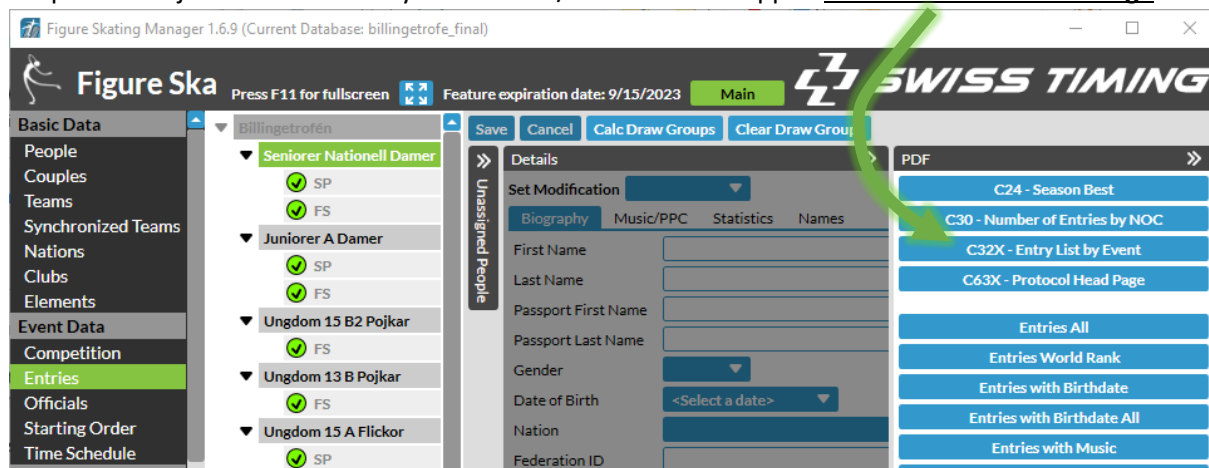 Figure Skating Manager 1.6.9 (Current Database: billingetrofe_final)
Figure Ska
Press F11 for fullscreen
Feature expiration date: 9/15/2023
Main
SWISS TIMING
Basic Data
People
Couples
Teams
Synchronized Teams
Nations
Clubs
Elements
Event Data
Competition
Entries
Officials
Starting Order
Time Schedule
Billingetrofén
Seniorer Nationell Damer
SP
FS
Juniorer A Damer
SP
FS
Ungdom 15 B2 Pojkar
FS
Ungdom 13 B Pojkar
FS
Ungdom 15 A Flickor
SP
Save Cancel Calc Draw Groups Clear Draw Group
Unassigned People
Details
Set Modification
Biography Music/PPC Statistics Names
First Name
Last Name
Passport First Name
Passport Last Name
Gender
Date of Birth <Select a date>
Nation
Federation ID
PDF
C24 - Season Best
C30 - Number of Entries by NOC
C32X - Entry List by Event
C63X - Protocol Head Page
Entries All
Entries World Rank
Entries with Birthdate
Entries with Birthdate All
Entries with Music